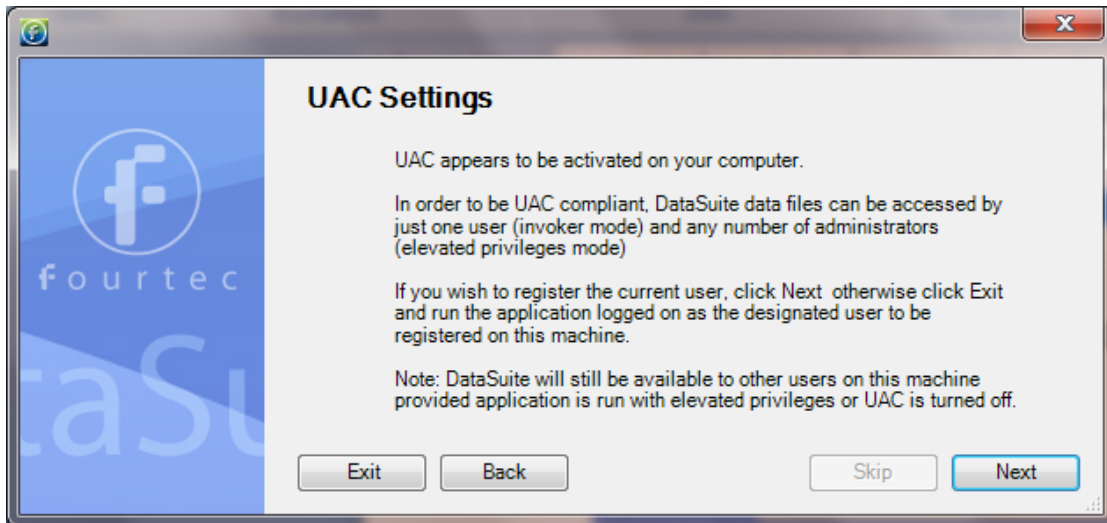 UAC Settings
UAC appears to be activated on your computer.
In order to be UAC compliant, DataSuite data files can be accessed by
just one user (invoker mode) and any number of administrators
(elevated privileges mode)
fourtec
If you wish to register the current user, click Next  otherwise click Exit
and run the application logged on as the designated user to be
registered on this machine.
Note: DataSuite will still be available to other users on this machine
provided application is run with elevated privileges or UAC is turned off.
taSu
Exit
Back
Skip
Next